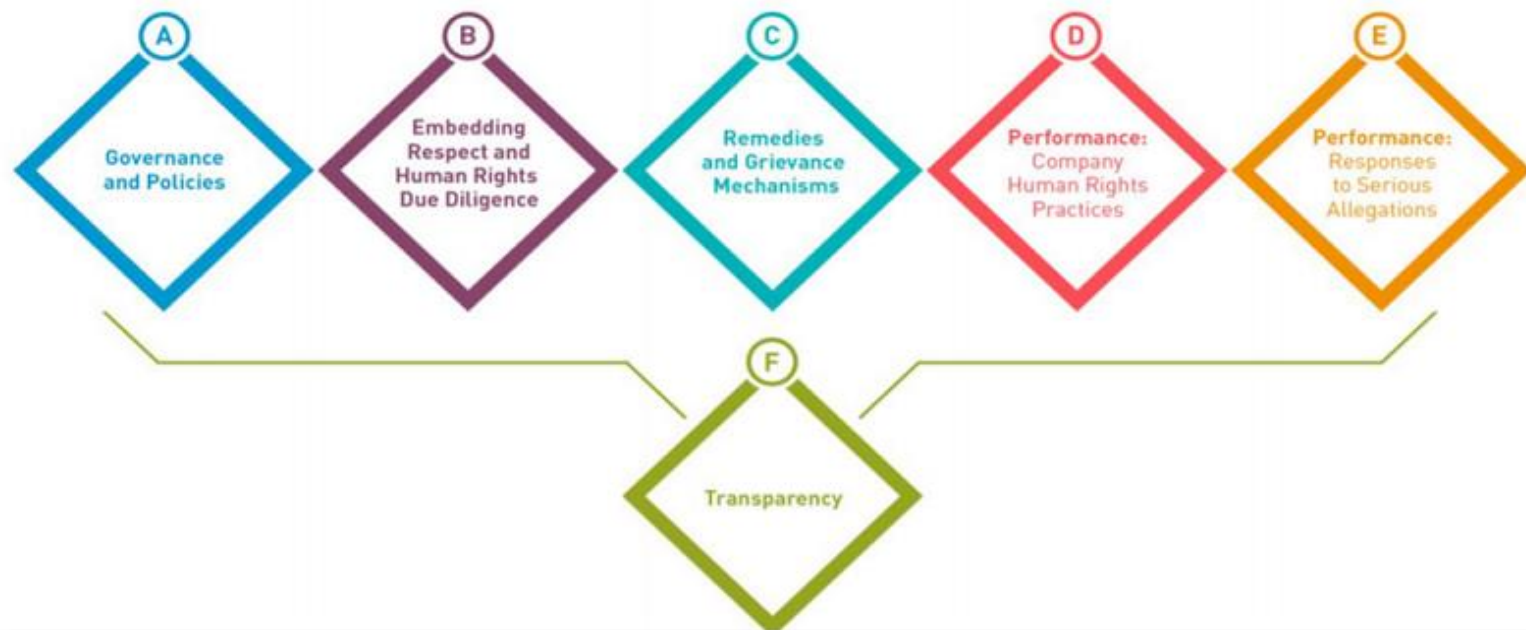 A
B
C
D
E
Governance
and Policies
Embedding
Respect and
Human Rights
Due Diligence
Remedies
and Grievance
Mechanisms
Performance:
Company
Human Rights
Practices
Performance:
Responses
to Serious
Allegations
F
Transparency